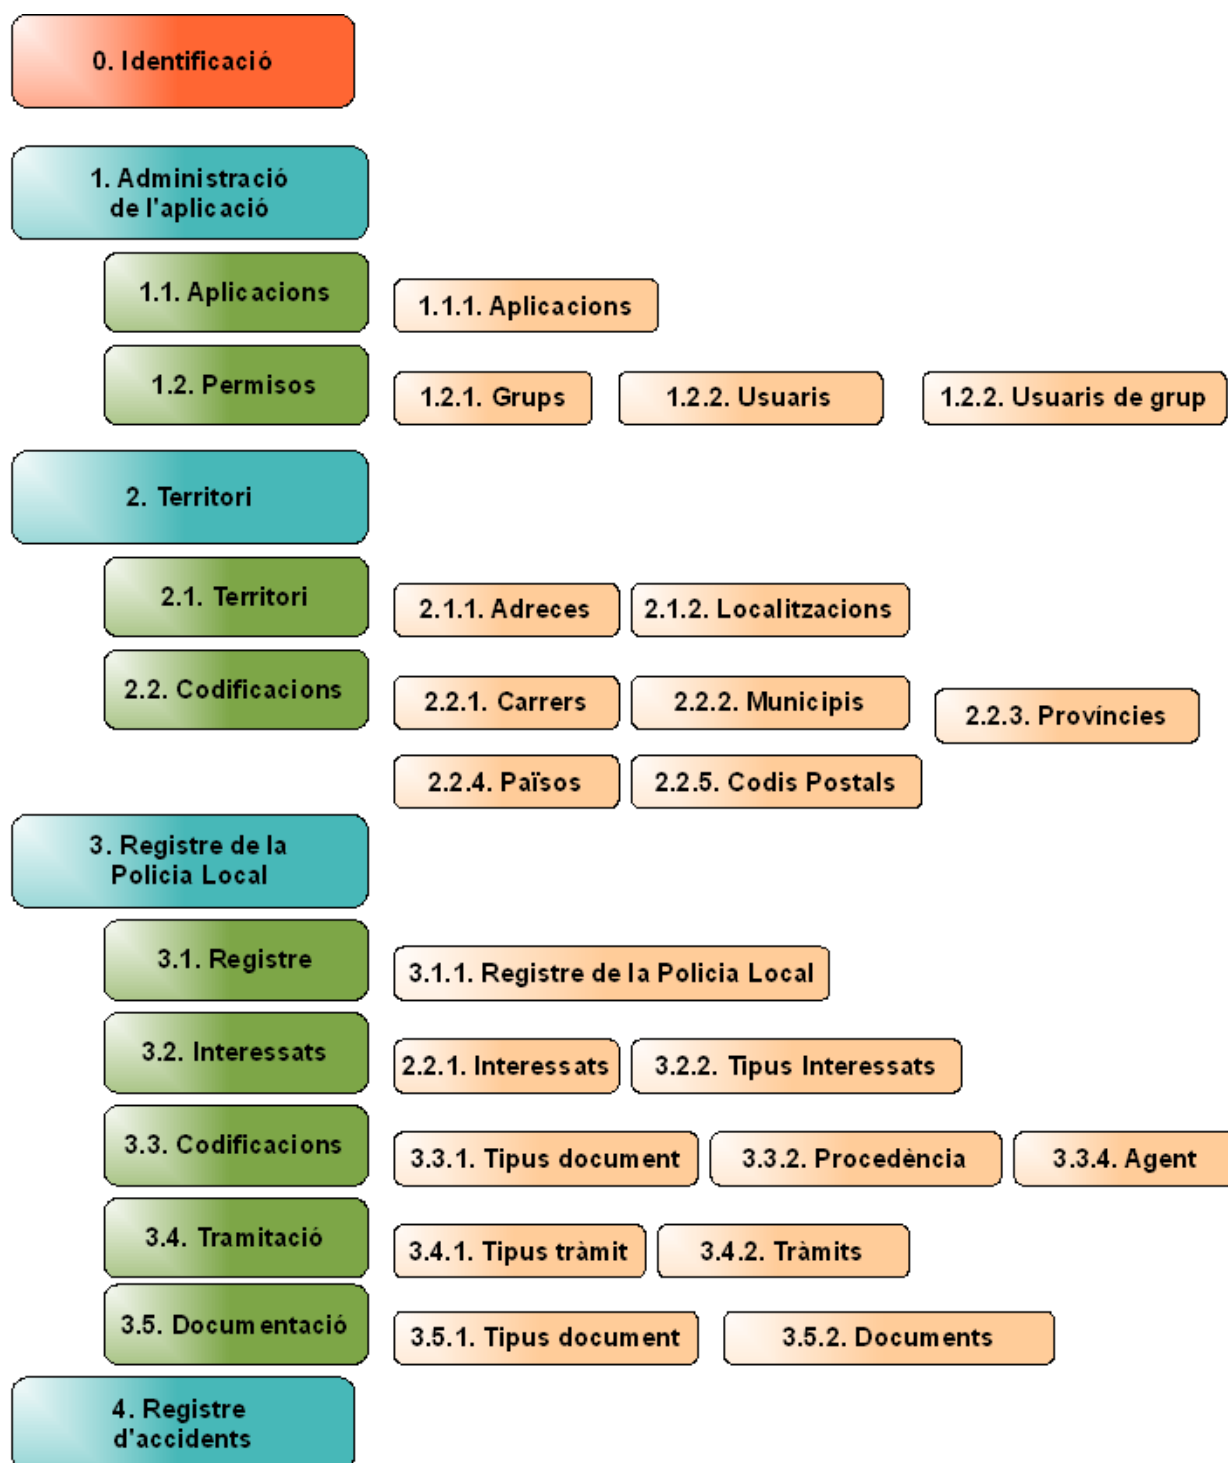 0. Identificació
1. Administració
de l'aplicació
1.1. Aplicacions
1.1.1. Aplicacions
1.2. Permisos
1.2.1. Grups
1.2.2. Usuaris
1.2.2. Usuaris de grup
2. Territori
2.1. Territori
2.1.1. Adreces
2.1.2. Localitzacions
2.2. Codificacions
2.2.1. Carrers
2.2.2. Municipis
2.2.3. Províncies
2.2.4. Països
2.2.5. Codis Postals
3. Registre de la
Policia Local
3.1. Registre
3.1.1. Registre de la Policia Local
3.2. Interessats
2.2.1. Interessats
3.2.2. Tipus Interessats
3.3. Codificacions
3.3.1. Tipus document
3.3.2. Procedència
3.3.4. Agent
3.4. Tramitació
3.4.1. Tipus tràmit
3.4.2. Tràmits
3.5. Documentació
3.5.1. Tipus document
3.5.2. Documents
4. Registre
d'accidents